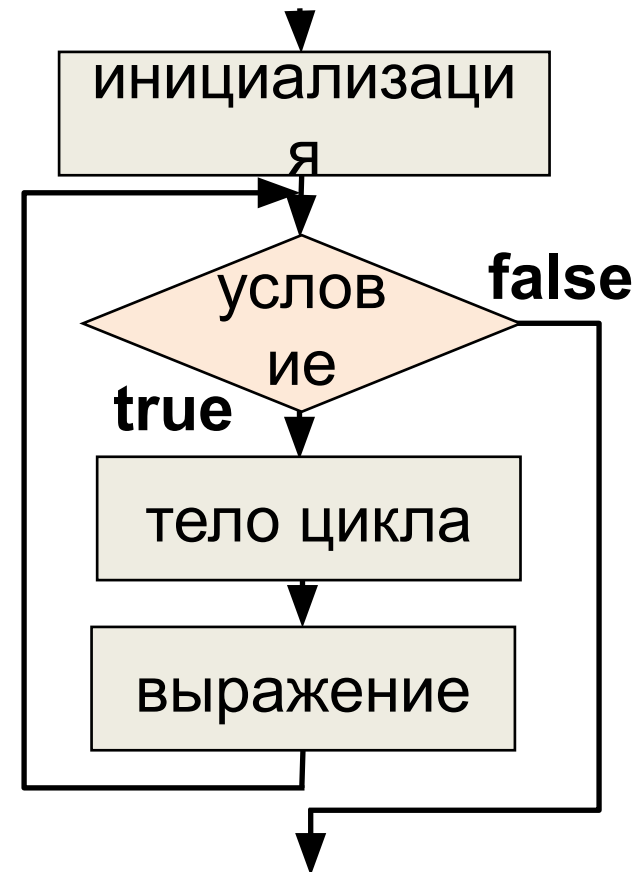 инициализаци
я
false
услов
ие
true
тело цикла
выражение